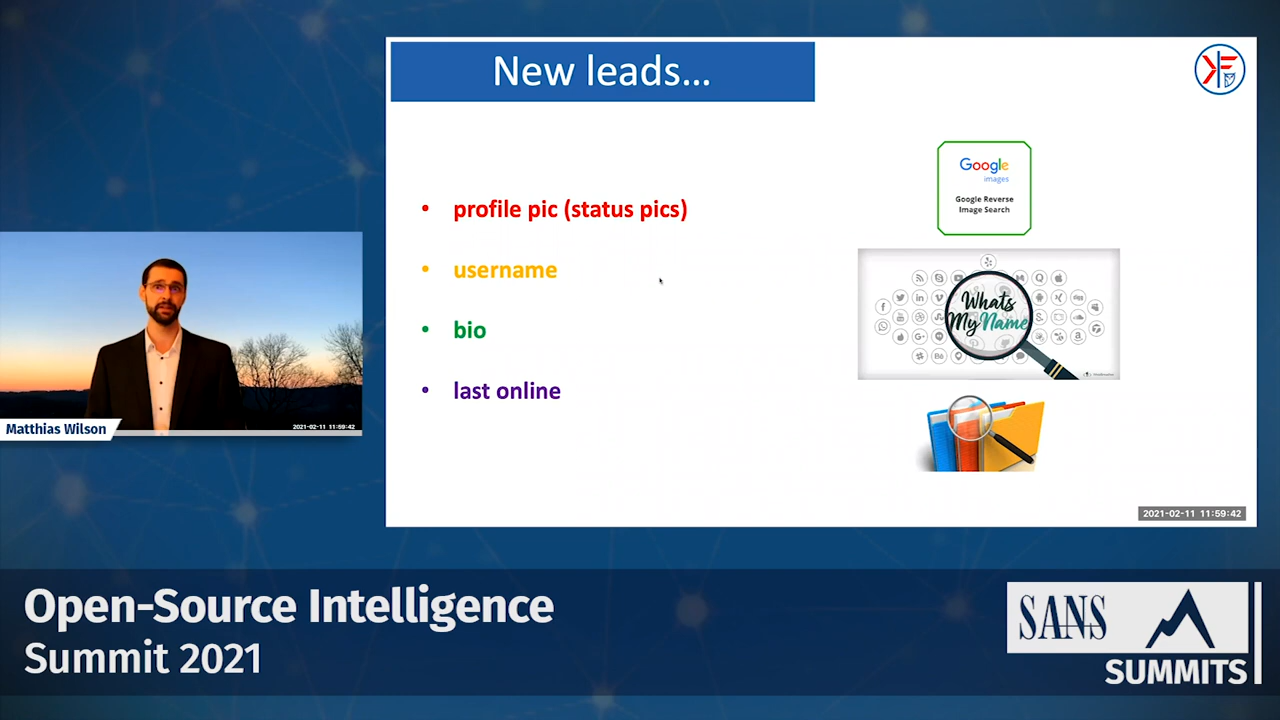 New leads...
profile pic (status pics)
username
bio
last online
Google
images
Google Reverse
Image Search
Whats
MyName
2021-02-11 11:59:42
Matthias Wilson
2021-02-11 11:59:42
Open-Source Intelligence
Summit 2021
SANS
SUMMITS